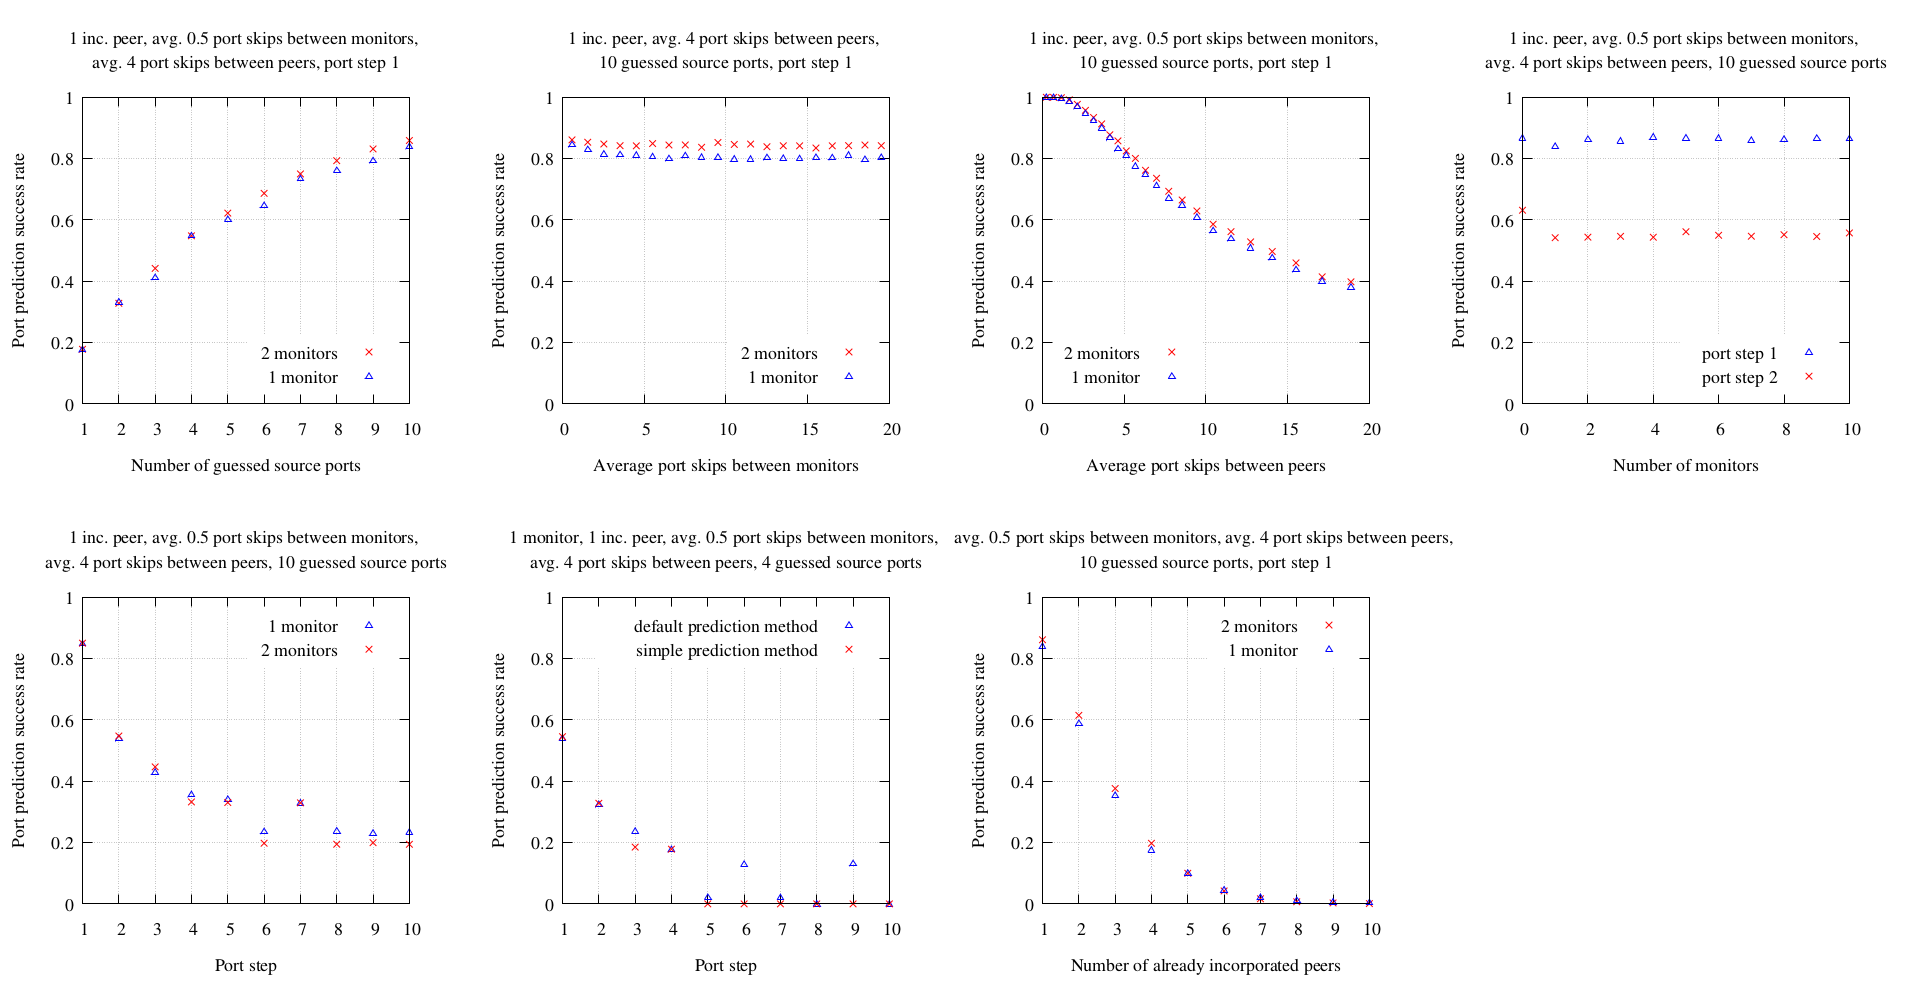 1 inc. peer, avg. 0.5 port skips between monitors,
avg. 4 port skips between peers, port step 1
1
0.8
0.6
0.4
0.2
0
Port prediction success rate
2 monitors
1 monitor
1 2 3 4 5 6 7 8 9 10
Number of guessed source ports
1 inc. peer, avg. 4 port skips between peers,
10 guessed source ports, port step 1
1
0.8
0.6
0.4
0.2
0
Port prediction success rate
2 monitors
1 monitor
0 5 10 15 20
Average port skips between monitors
1 inc. peer, avg. 0.5 port skips between monitors,
10 guessed source ports, port step 1
1
0.8
0.6
0.4
0.2
0
Port prediction success rate
2 monitors
1 monitor
0 5 10 15 20
Average port skips between peers
1 inc. peer, avg. 0.5 port skips between monitors,
avg. 4 port skips between peers, 10 guessed source ports
1
0.8
0.6
0.4
0.2
0
Port prediction success rate
port step 1
port step 2
0 2 4 6 8 10
Number of monitors
1 inc. peer, avg. 0.5 port skips between monitors,
avg. 4 port skips between peers, 10 guessed source ports
1
0.8
0.6
0.4
0.2
0
Port prediction success rate
1 monitor
2 monitors
1 2 3 4 5 6 7 8 9 10
Port step
1 monitor, 1 inc. peer, avg. 0.5 port skips between monitors,
avg. 4 port skips between peers, 4 guessed source ports
1
0.8
0.6
0.4
0.2
0
Port prediction success rate
default prediction method
simple prediction method
1 2 3 4 5 6 7 8 9 10
Port step
avg. 0.5 port skips between monitors, avg. 4 port skips between peers,
10 guessed source ports, port step 1
1
0.8
0.6
0.4
0.2
0
Port prediction success rate
2 monitors
1 monitor
1 2 3 4 5 6 7 8 9 10
Number of already incorporated peers